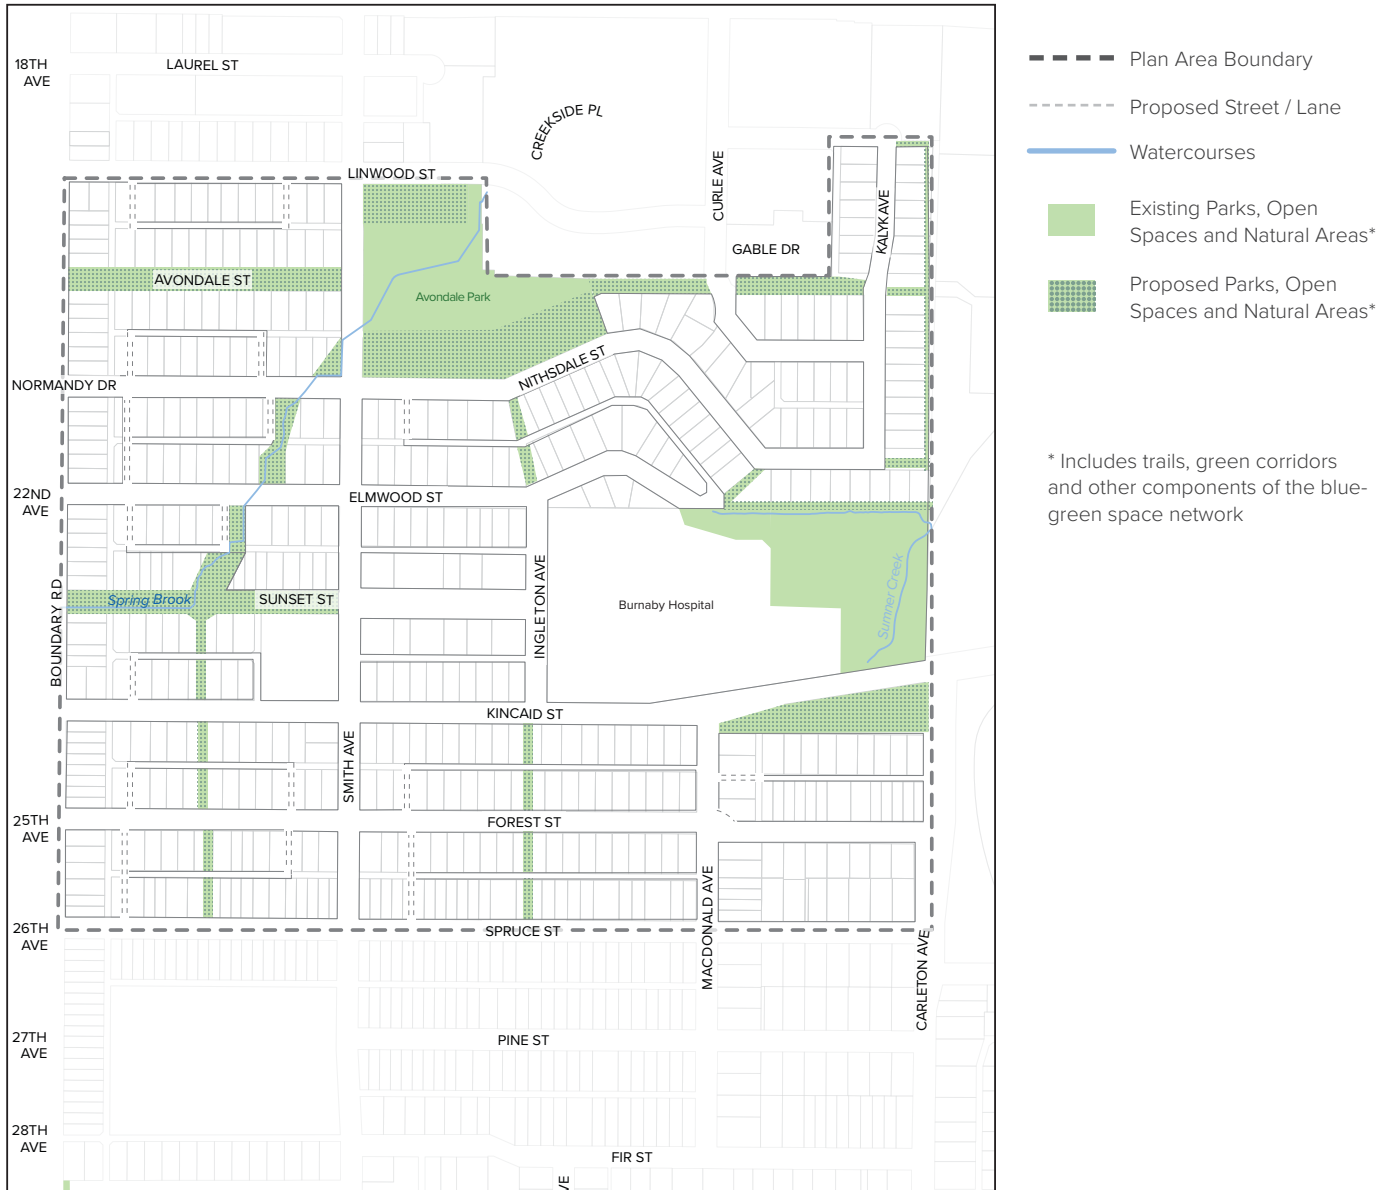 18TH
AVE
LAUREL ST
CREEKSIDE PL
LINWOOD ST
CURLE AVE
KALYK AVE
GABLE DR
AVONDALE ST
Avondale Park
NORMANDY DR
NITHSDALE ST
22ND
AVE
ELMWOOD ST
BOUNDARY RD
Spring Brook
SUNSET ST
INGLETON AVE
Burnaby Hospital
Sumner Creek
KINCAID ST
SMITH AVE
25TH
AVE
FOREST ST
MACDONALD AVE
26TH
AVE
SPRUCE ST
CARLETON AVE
27TH
AVE
PINE ST
28TH
AVE
FIR ST
VE
Plan Area Boundary
Proposed Street / Lane
Watercourses
Existing Parks, Open
Spaces and Natural Areas*
Proposed Parks, Open
Spaces and Natural Areas*
* Includes trails, green corridors
and other components of the blue-
green space network